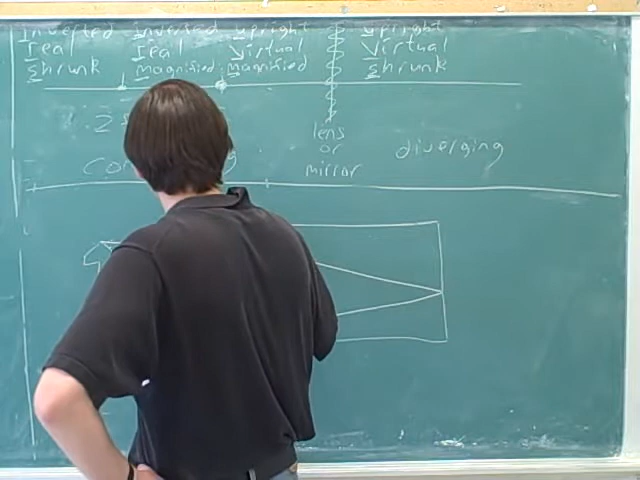 Inverted inverted upright upright
real real Virtual Virtual
shrunk magnified magnified shrunk
lens
or diverging
mirror